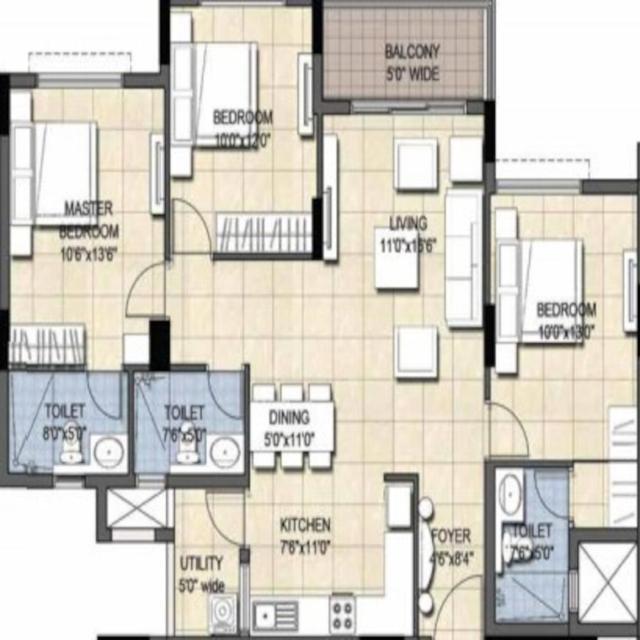 BALCONY
5'0" WIDE
BEDROOM
10'0"x12'0"
MASTER
BEDROOM
10'6"x13'6"
LIVING
11'0"x16'6"
BEDROOM
10'0"x13'0"
TOILET
8'0"x5'0"
TOILET
7'6"x5'0"
DINING
5'0"x11'0"
KITCHEN
7'6"x11'0"
FOYER
4'6"x8'4"
TOILET
7'6"x5'0"
UTILITY
5'0" wide